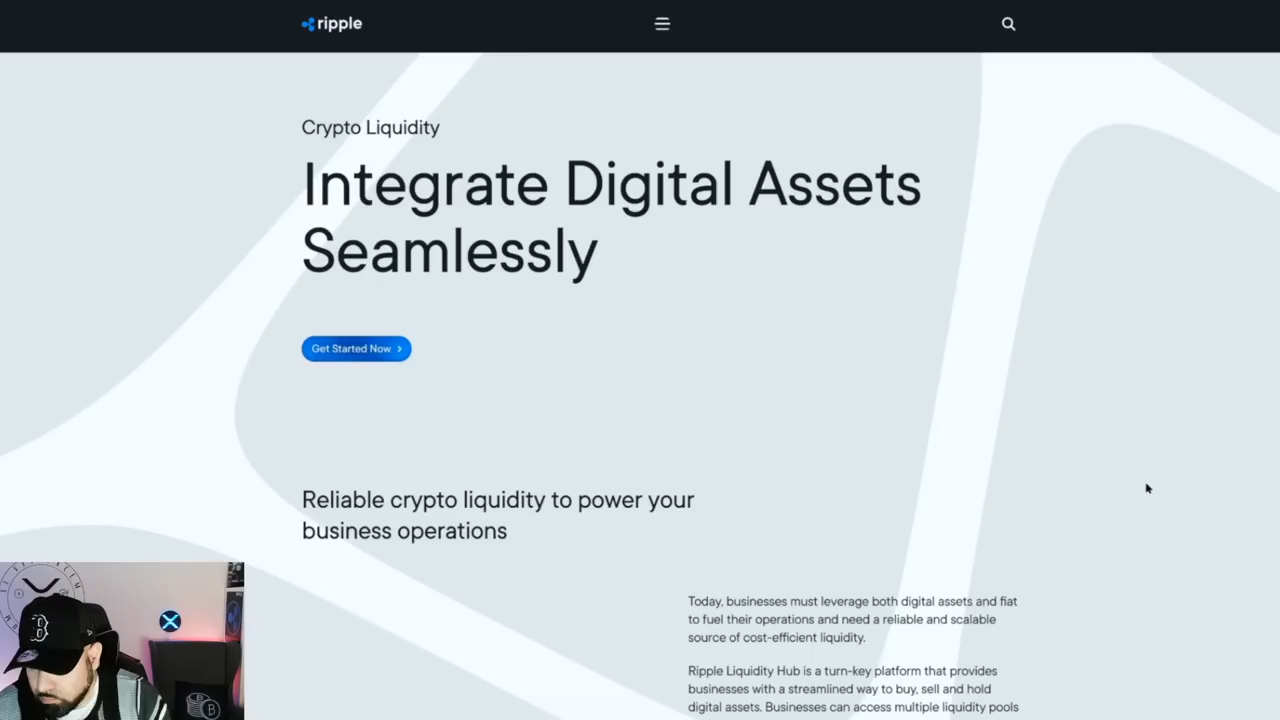 ripple
Crypto Liquidity
Integrate Digital Assets
Seamlessly
Get Started Now
Reliable crypto liquidity to power your
business operations
Today, businesses must leverage both digital assets and fiat
to fuel their operations and need a reliable and scalable
source of cost-efficient liquidity.
Ripple Liquidity Hub is a turn-key platform that provides
businesses with a streamlined way to buy, sell and hold
digital assets. Businesses can access multiple liquidity pools
B